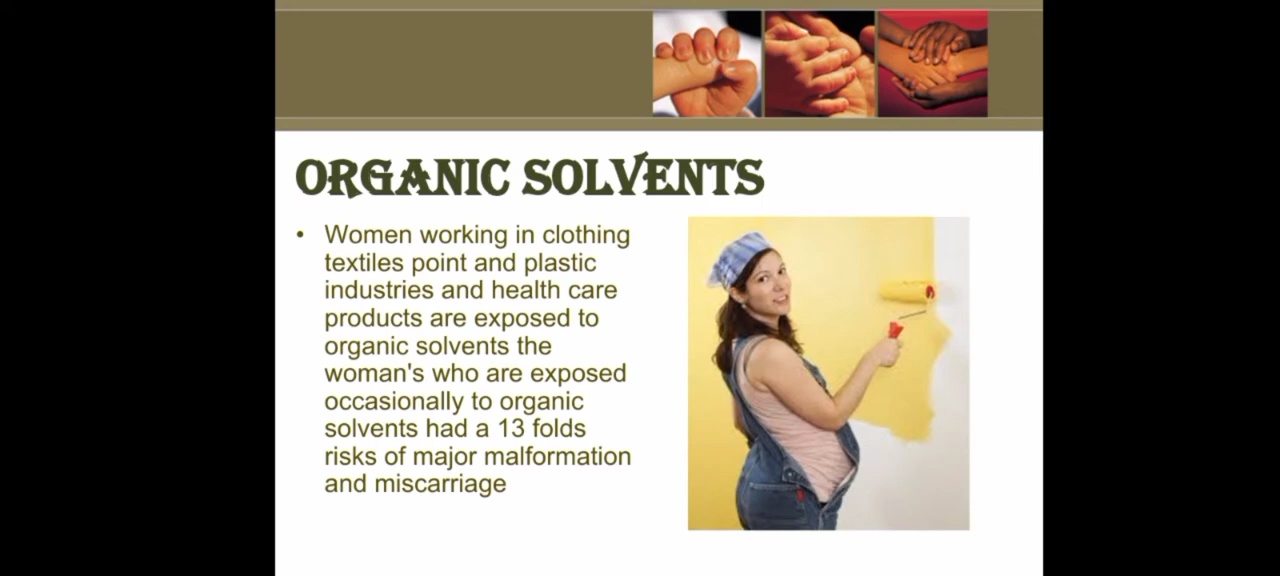 ORGANIC SOLVENTS
• Women working in clothing
textiles point and plastic
industries and health care
products are exposed to
organic solvents the
woman's who are exposed
occasionally to organic
solvents had a 13 folds
risks of major malformation
and miscarriage